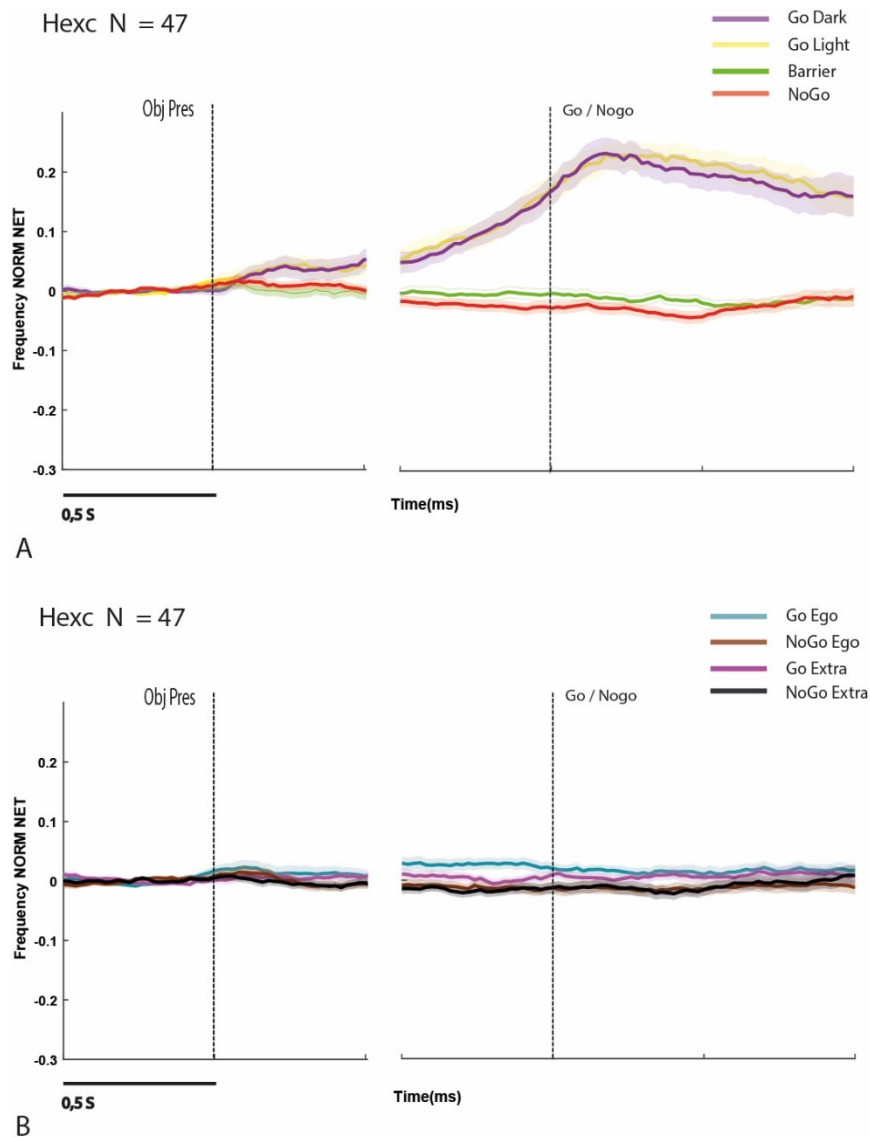 Hexc N = 47
Go Dark
Go Light
Barrier
NoGo
Obj Pres
Go / Nogo
Frequency NORM NET
0.2
0.1
0
-0.1
-0.2
-0.3
0,5 S
Time(ms)
A
Hexc N = 47
Go Ego
NoGo Ego
Go Extra
NoGo Extra
Obj Pres
Go / Nogo
Frequency NORM NET
0.2
0.1
0
-0.1
-0.2
-0.3
0,5 S
Time(ms)
B